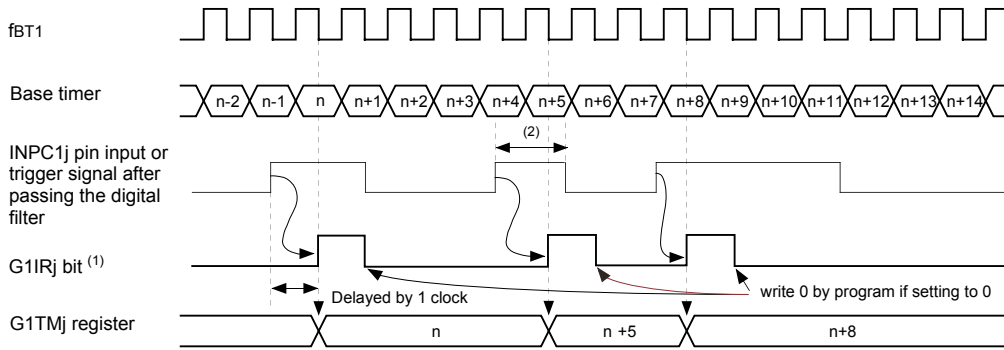 fBT1
Base timer
n-2 n-1 n n+1 n+2 n+3 n+4 n+5 n+6 n+7 n+8 n+9 n+10 n+11 n+12 n+13 n+14
(2)
INPC1j pin input or
trigger signal after
passing the digital
filter
G1IRj bit (1)
Delayed by 1 clock
write 0 by program if setting to 0
G1TMj register
n n +5 n+8